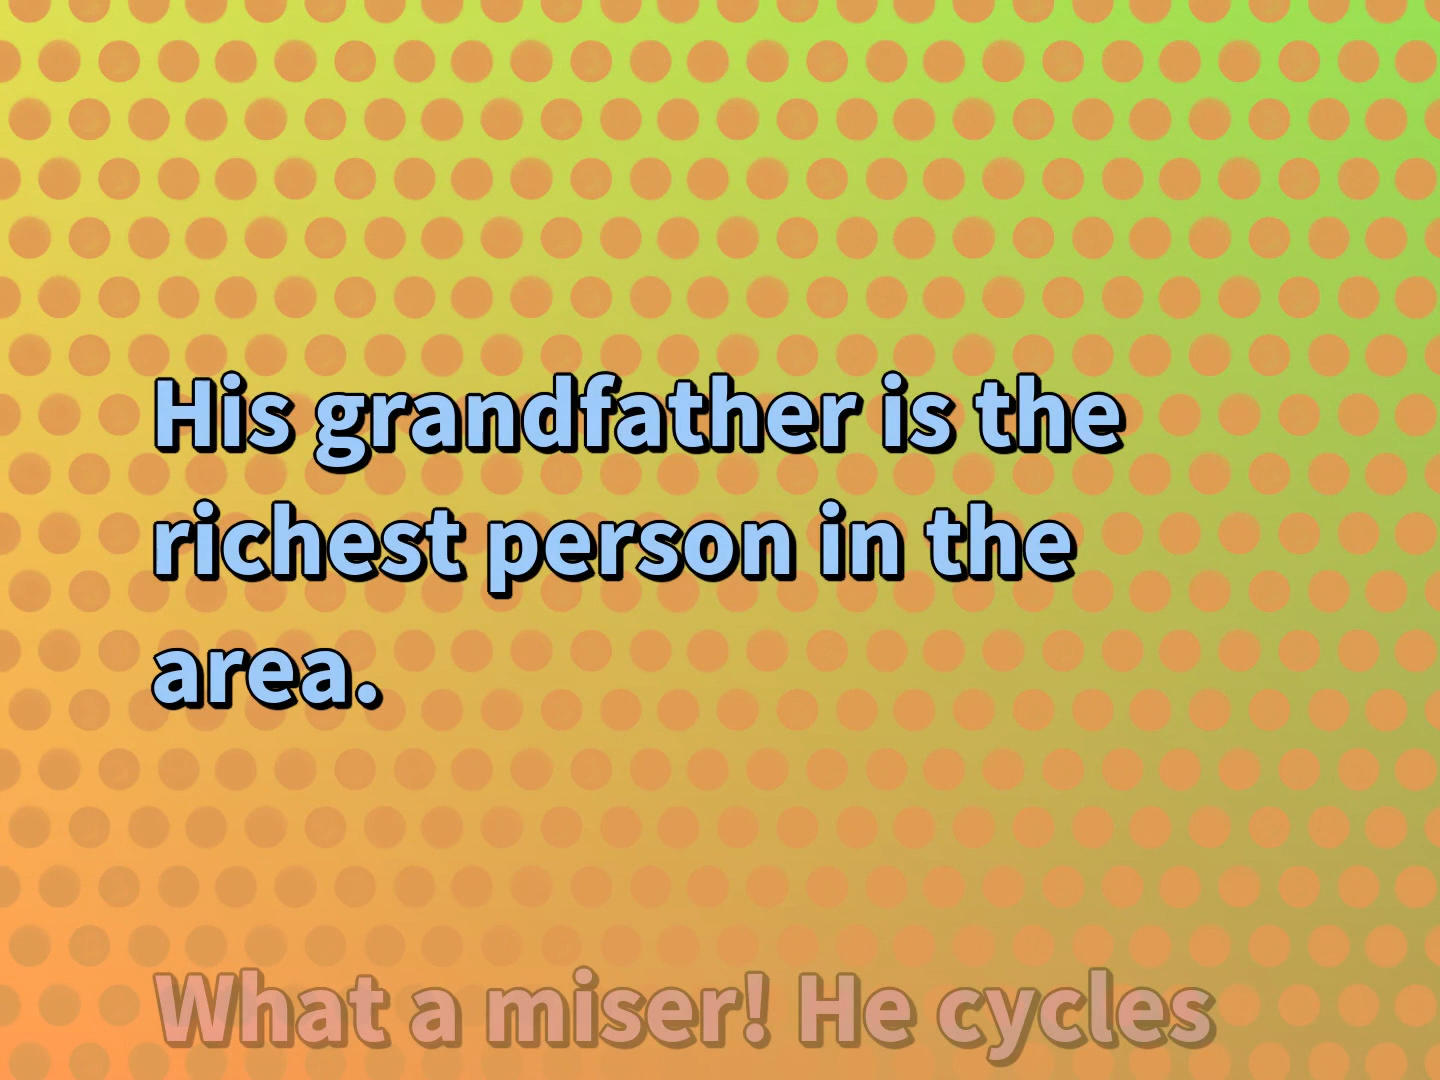 His grandfather is the
richest person in the
area.
What a miser! He cycles